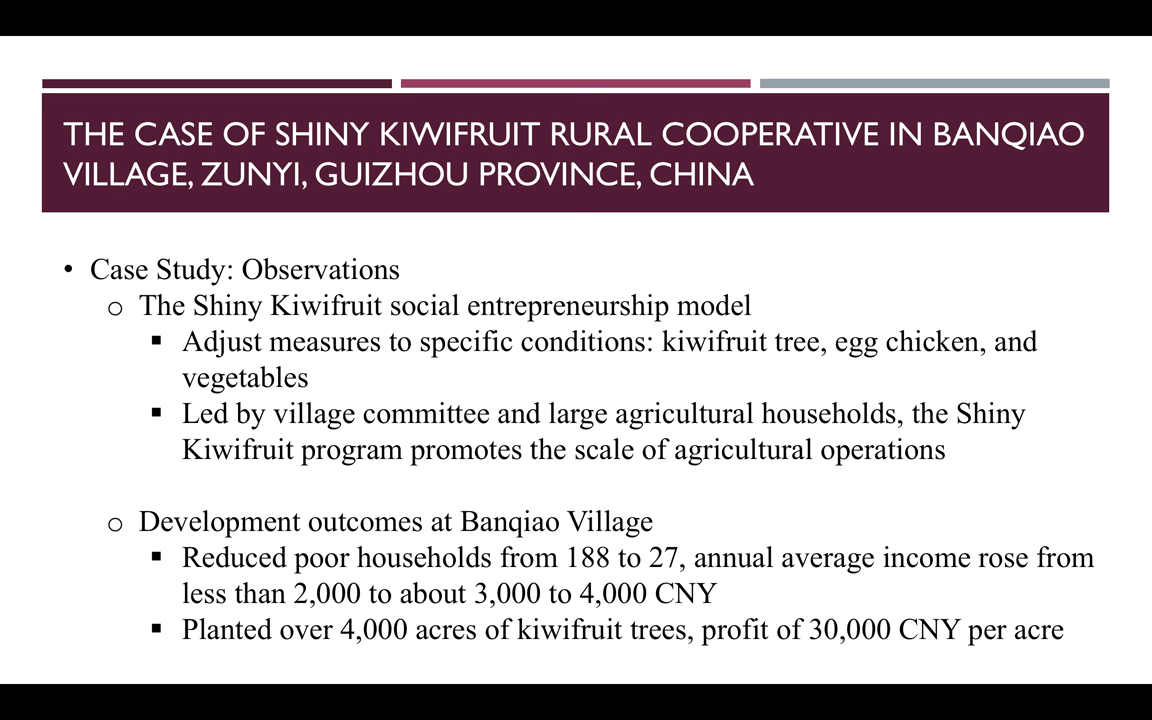 THE CASE OF SHINY KIWIFRUIT RURAL COOPERATIVE IN BANQIAO
VILLAGE, ZUNYI, GUIZHOU PROVINCE, CHINA
• Case Study: Observations
o The Shiny Kiwifruit social entrepreneurship model
▪ Adjust measures to specific conditions: kiwifruit tree, egg chicken, and
vegetables
▪ Led by village committee and large agricultural households, the Shiny
Kiwifruit program promotes the scale of agricultural operations
o Development outcomes at Banqiao Village
▪ Reduced poor households from 188 to 27, annual average income rose from
less than 2,000 to about 3,000 to 4,000 CNY
▪ Planted over 4,000 acres of kiwifruit trees, profit of 30,000 CNY per acre